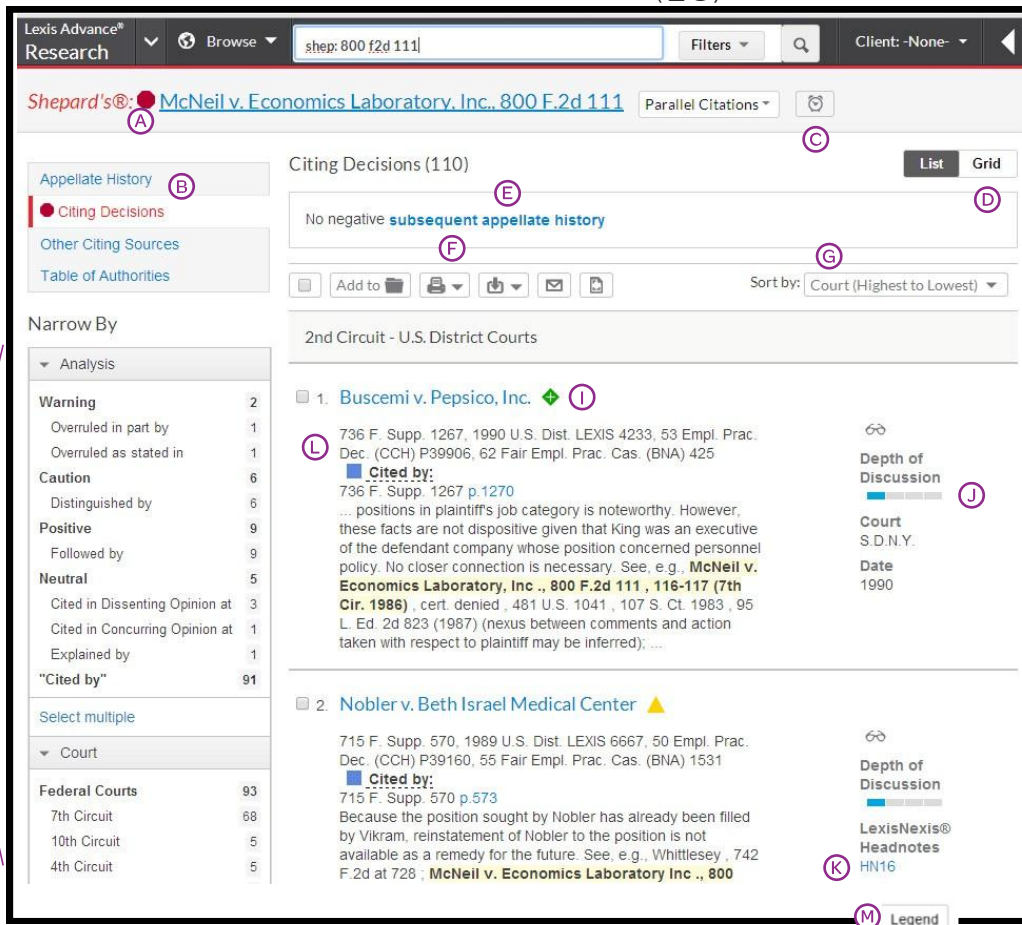 Lexis Advance®
Research
Browse
shep: 800 f2d 111
Filters
Client: -None-
Shepard's®:
McNeil v. Economics Laboratory, Inc., 800 F.2d 111
Parallel Citations
A
C
Appellate History
B
Citing Decisions
Other Citing Sources
Table of Authorities
Citing Decisions (110)
List
Grid
D
E
No negative subsequent appellate history
F
G
Add to
Sort by: Court (Highest to Lowest)
Narrow By
Analysis
Warning 2
Overruled in part by 1
Overruled as stated in 1
Caution 6
Distinguished by 6
Positive 9
Followed by 9
Neutral 5
Cited in Dissenting Opinion at 3
Cited in Concurring Opinion at 1
Explained by 1
"Cited by" 91
Select multiple
Court
Federal Courts 93
7th Circuit 68
10th Circuit 5
4th Circuit 5
2nd Circuit - U.S. District Courts
1. Buscemi v. Pepsico, Inc.
I
L
736 F. Supp. 1267, 1990 U.S. Dist. LEXIS 4233, 53 Empl. Prac.
Dec. (CCH) P39906, 62 Fair Empl. Prac. Cas. (BNA) 425
Cited by:
736 F. Supp. 1267 p.1270
... positions in plaintiff's job category is noteworthy. However,
these facts are not dispositive given that King was an executive
of the defendant company whose position concerned personnel
policy. No closer connection is necessary. See, e.g., McNeil v.
Economics Laboratory, Inc ., 800 F.2d 111 , 116-117 (7th
Cir. 1986) , cert. denied , 481 U.S. 1041 , 107 S. Ct. 1983 , 95
L. Ed. 2d 823 (1987) (nexus between comments and action
taken with respect to plaintiff may be inferred); ...
Depth of
Discussion
J
Court
S.D.N.Y.
Date
1990
2. Nobler v. Beth Israel Medical Center
715 F. Supp. 570, 1989 U.S. Dist. LEXIS 6667, 50 Empl. Prac.
Dec. (CCH) P39160, 55 Fair Empl. Prac. Cas. (BNA) 1531
Cited by:
715 F. Supp. 570 p.573
Because the position sought by Nobler has already been filled
by Vikram, reinstatement of Nobler to the position is not
available as a remedy for the future. See, e.g., Whittlesey , 742
F.2d at 728 ; McNeil v. Economics Laboratory Inc ., 800
Depth of
Discussion
LexisNexis®
Headnotes
K
HN16
M
Legend